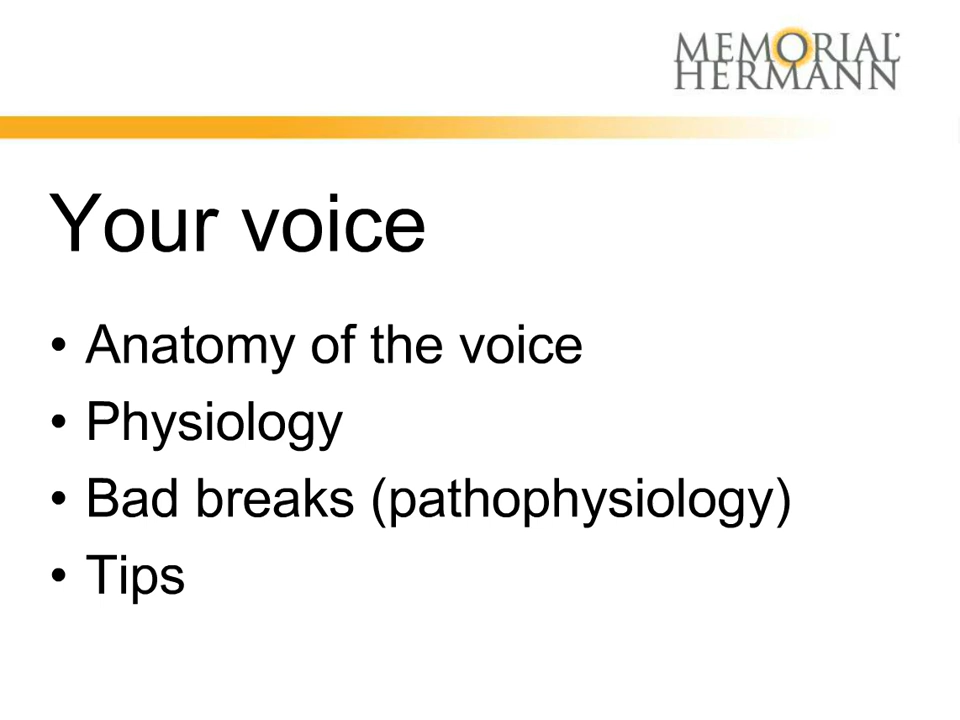 MEMORIAL
HERMANN
Your voice
• Anatomy of the voice
• Physiology
• Bad breaks (pathophysiology)
• Tips